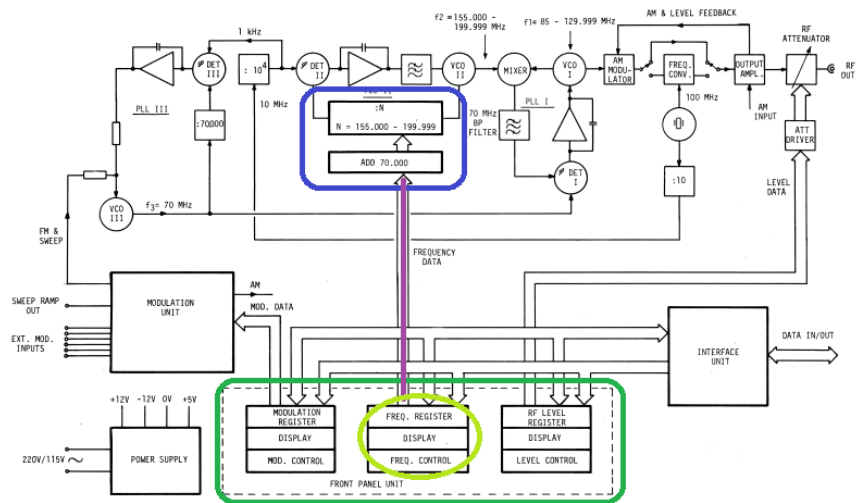 f2 = 155.000 -
199.999 MHz
f1= 85 - 129.999 MHz
AM & LEVEL FEEDBACK
1 kHz
φ DET
III
: 10⁴
φ DET
II
VCO
II
MIXER
VCO
I
AM
MODU-
LATOR
FREQ.
CONV.
OUTPUT
AMPL.
RF
ATTENUATOR
RF
OUT
PLL III
10 MHz
:N
N = 155.000 - 199.999
70 MHz
BP
FILTER
PLL I
100 MHz
AM
INPUT
:70.000
ADD 70.000
φ DET
I
:10
ATT
DRIVER
LEVEL
DATA
VCO
III
f3= 70 MHz
FM &
SWEEP
FREQUENCY
DATA
SWEEP RAMP
OUT
MODULATION
UNIT
AM
MOD. DATA
EXT. MOD.
INPUTS
INTERFACE
UNIT
DATA IN/OUT
+12V -12V 0V +5V
220V/115V
POWER SUPPLY
MODULATION
REGISTER
DISPLAY
MOD. CONTROL
FREQ. REGISTER
DISPLAY
FREQ. CONTROL
RF LEVEL
REGISTER
DISPLAY
LEVEL CONTROL
FRONT PANEL UNIT